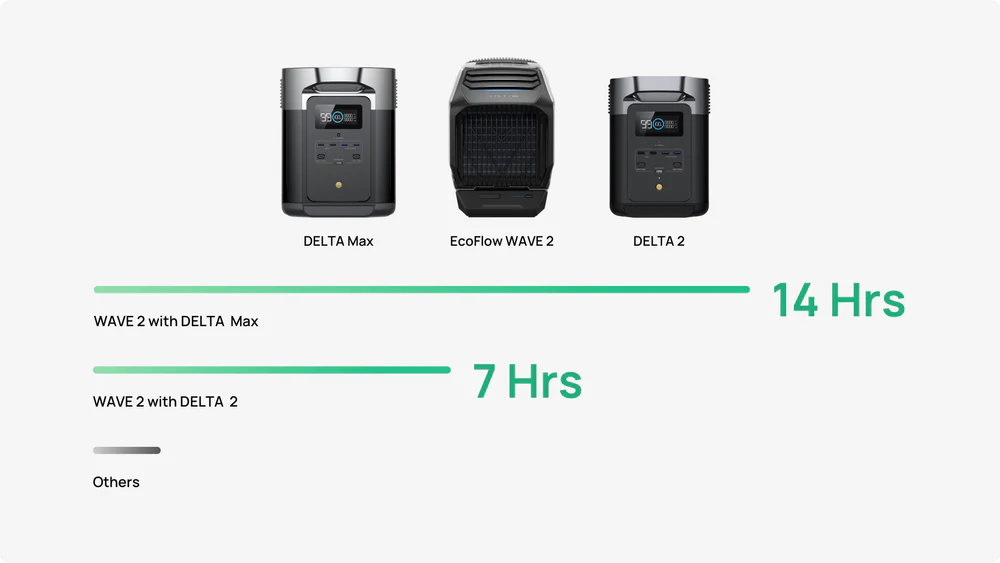 DELTA Max
EcoFlow WAVE 2
DELTA 2
14 Hrs
WAVE 2 with DELTA Max
7 Hrs
WAVE 2 with DELTA 2
Others